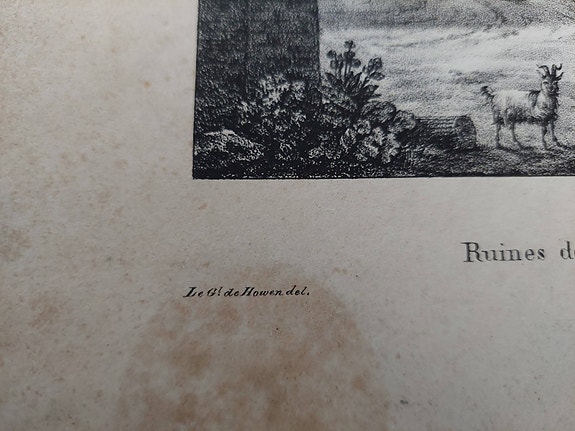 Ruines d
Le Gl. de Howen del.